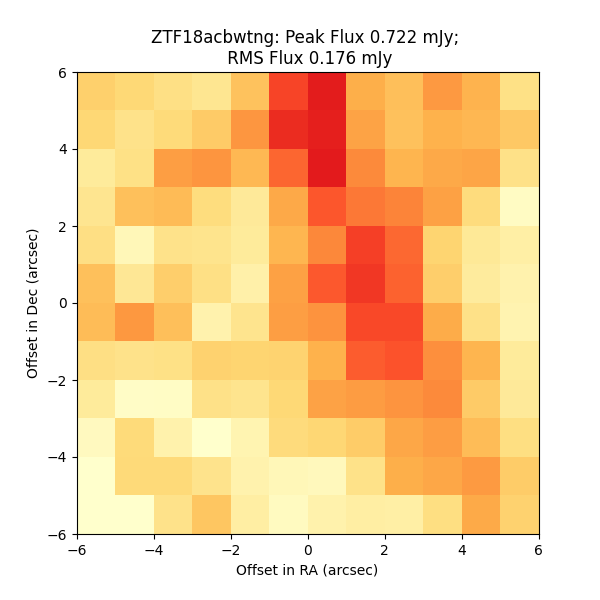 ZTF18acbwtng: Peak Flux 0.722 mJy;
RMS Flux 0.176 mJy
6
4
2
0
−2
−4
−6
Offset in Dec (arcsec)
−6 −4 −2 0 2 4 6
Offset in RA (arcsec)